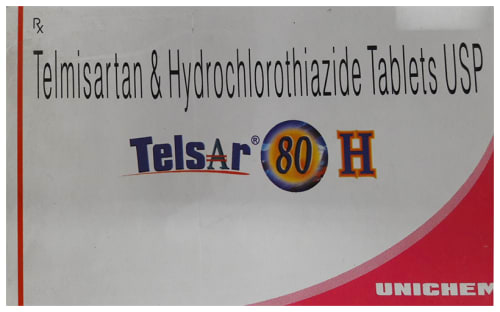 Rx
Telmisartan & Hydrochlorothiazide Tablets USP
Telsar® 80 H
UNICHEM